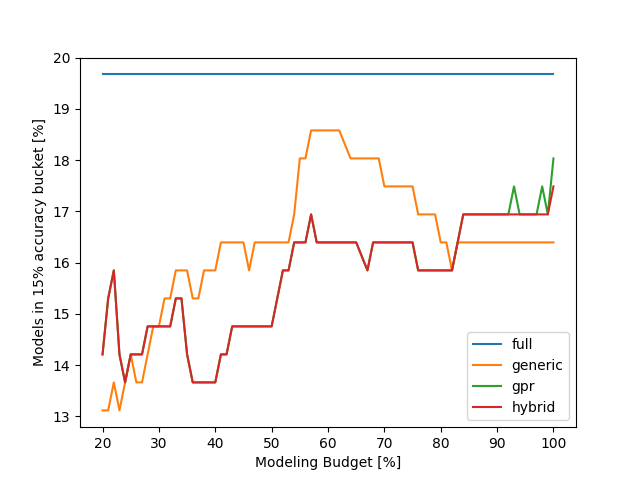 20
19
18
17
16
15
14
13
Models in 15% accuracy bucket [%]
20 30 40 50 60 70 80 90 100
Modeling Budget [%]
full
generic
gpr
hybrid